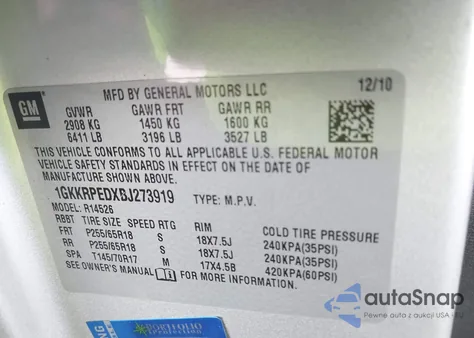 12/10
MFD BY GENERAL MOTORS LLC
GM
GVWR GAWR FRT GAWR RR
2908 KG 1450 KG 1600 KG
6411 LB 3196 LB 3527 LB
THIS VEHICLE CONFORMS TO ALL APPLICABLE U.S. FEDERAL MOTOR
VEHICLE SAFETY STANDARDS IN EFFECT ON THE DATE OF
MANUFACTURE SHOWN ABOVE.
1GKKRPEDXBJ273919 TYPE: M.P.V.
MODEL: R14526
RBBT TIRE SIZE SPEED RTG RIM COLD TIRE PRESSURE
FRT P255/65R18 S 18X7.5J 240KPA(35PSI)
RR P255/65R18 S 18X7.5J 240KPA(35PSI)
SPA T145/70R17 M 17X4.5B 420KPA(60PSI)
SEE OWNER'S MANUAL FOR MORE INFORMATION.
autoSnap
Pewne auto z aukcji USA